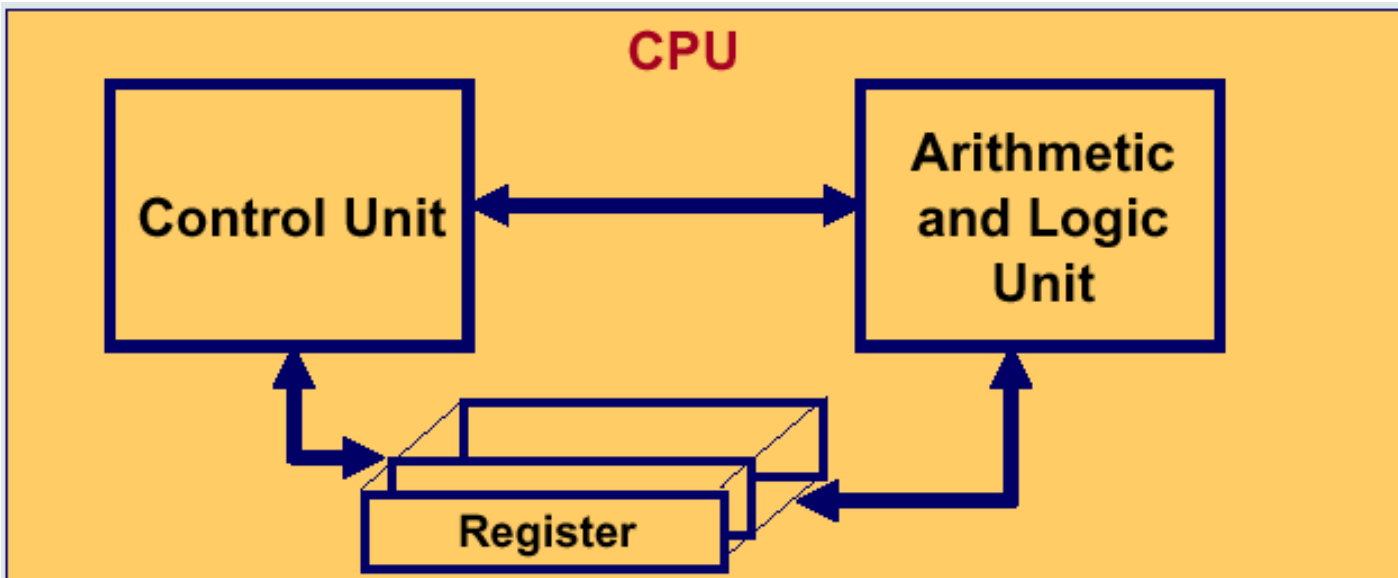 CPU
Control Unit
Arithmetic
and Logic
Unit
Register